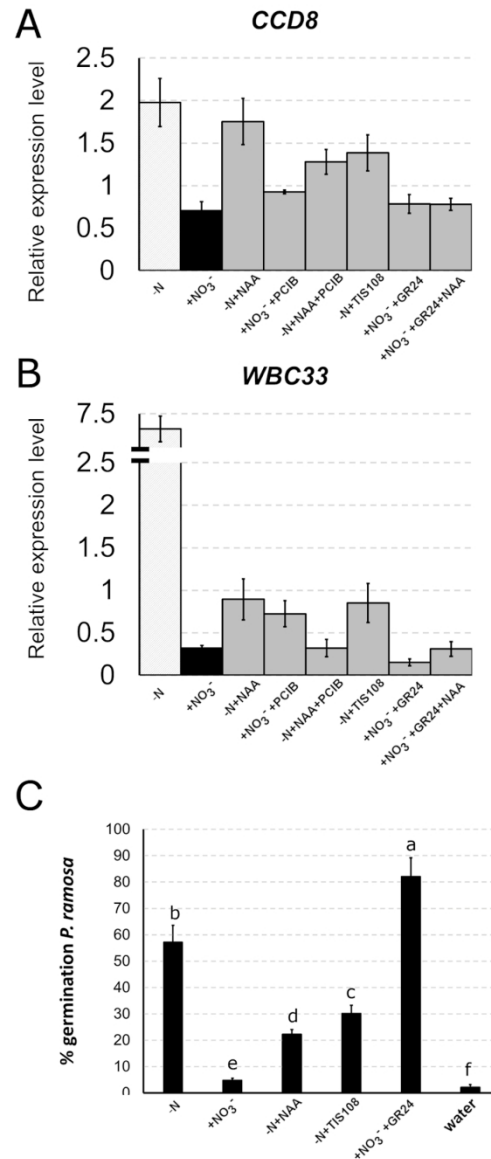 A
CCD8
Relative expression level
2.5
2
1.5
1
0.5
0
-N
+NO₃⁻
-N+NAA
+NO₃⁻ +PCIB
-N+NAA+PCIB
-N+TIS108
+NO₃⁻ +GR24
+NO₃⁻ +GR24+NAA
B
WBC33
Relative expression level
7.5
2.5
2
1.5
1
0.5
0
-N
+NO₃⁻
-N+NAA
+NO₃⁻ +PCIB
-N+NAA+PCIB
-N+TIS108
+NO₃⁻ +GR24
+NO₃⁻ +GR24+NAA
C
% germination P. ramosa
100
90
80
70
60
50
40
30
20
10
0
b
e
d
c
a
f
-N
+NO₃⁻
-N+NAA
-N+TIS108
+NO₃⁻ +GR24
water